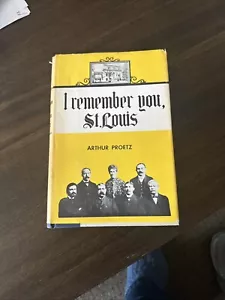 I remember you,
St. Louis
ARTHUR PROETZ